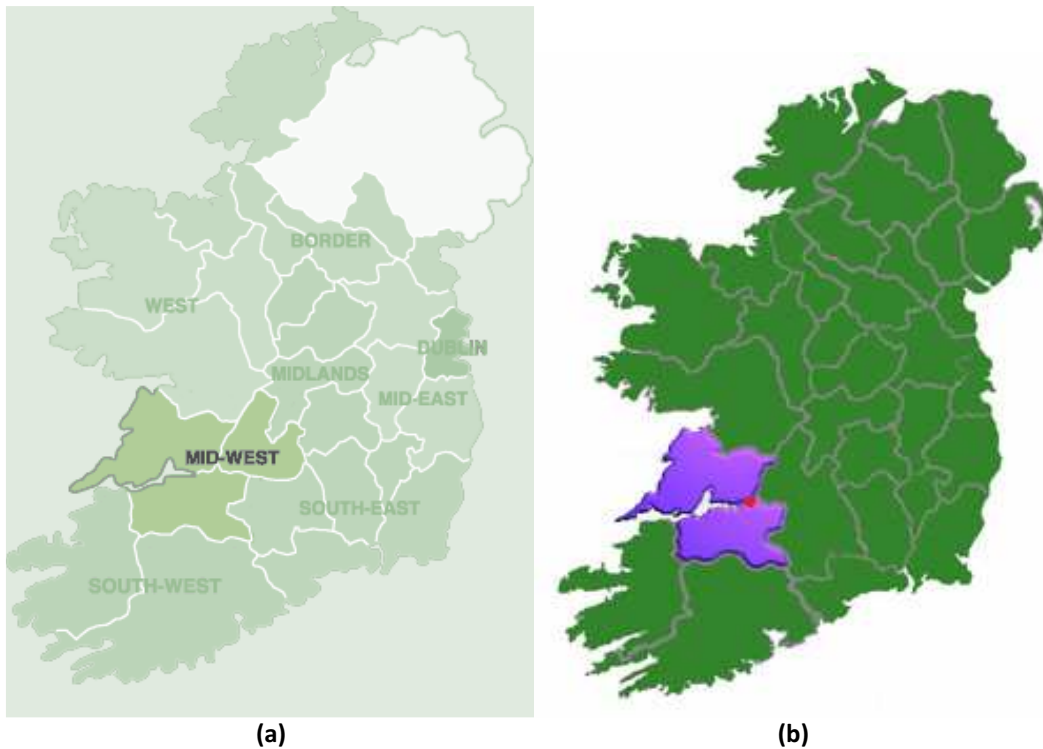 BORDER
WEST
DUBLIN
MIDLANDS
MID-EAST
MID-WEST
SOUTH-EAST
SOUTH-WEST
(a)
(b)